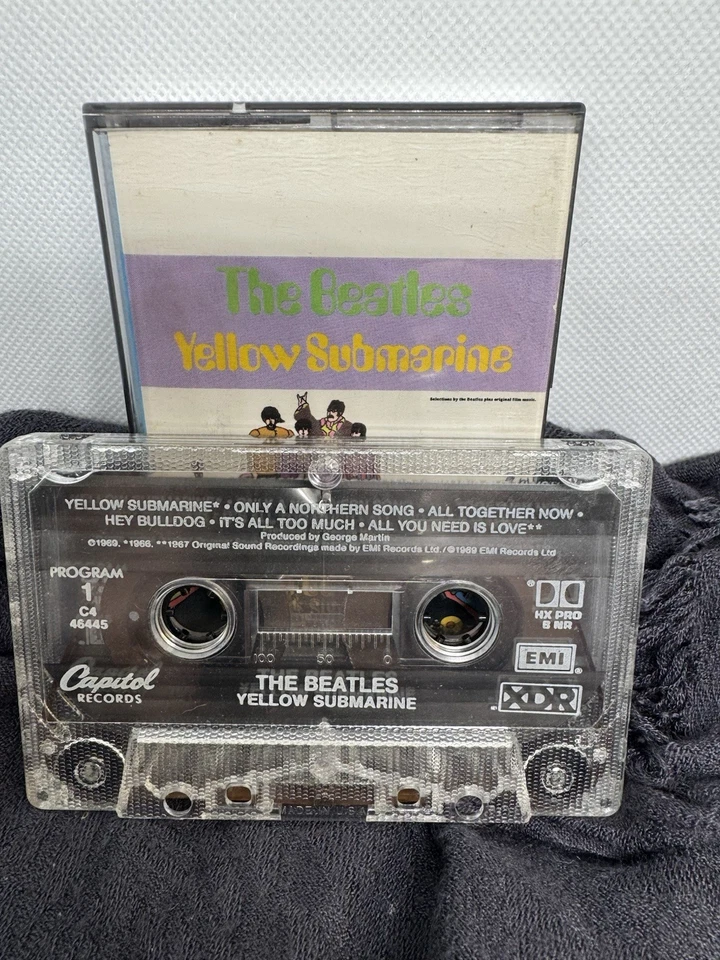 The Beatles
Yellow Submarine
Selections by the Beatles plus original film music.
YELLOW SUBMARINE* • ONLY A NORTHERN SONG • ALL TOGETHER NOW •
HEY BULLDOG • IT'S ALL TOO MUCH • ALL YOU NEED IS LOVE**
Produced by George Martin
℗1969, *1966, **1967 Original Sound Recordings made by EMI Records Ltd./©1969 EMI Records Ltd
PROGRAM
1
C4
46445
HX PRO
B NR
EMI
Capitol
RECORDS
XDR
100 50 0
THE BEATLES
YELLOW SUBMARINE